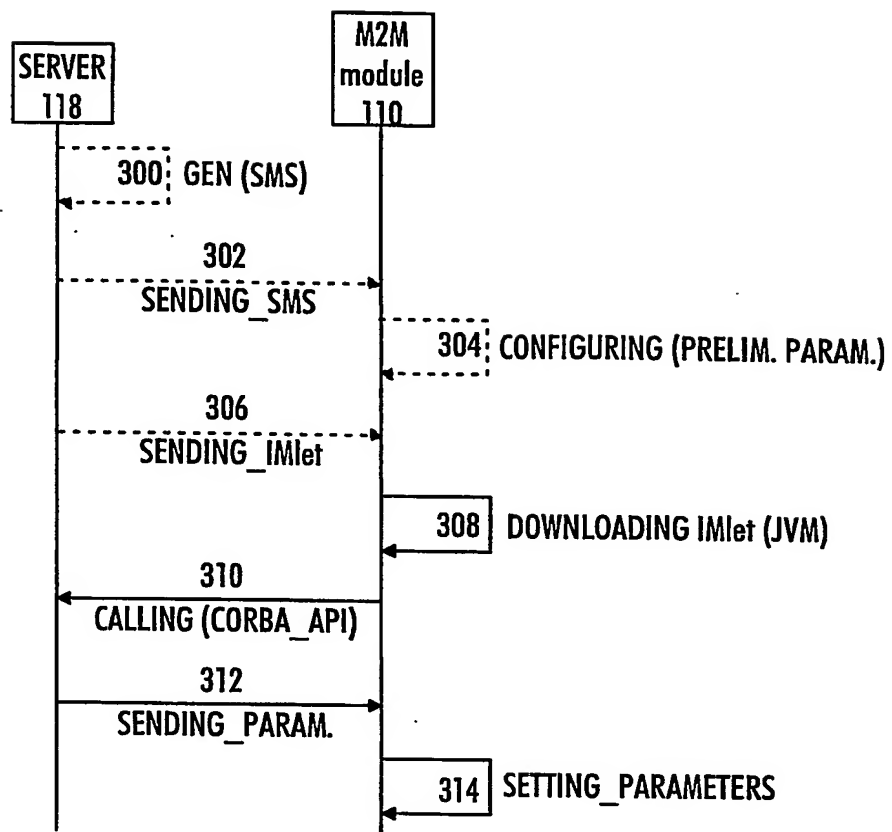 SERVER
118
M2M
module
110
300 GEN (SMS)
302
SENDING_SMS
304 CONFIGURING (PRELIM. PARAM.)
306
SENDING_IMlet
308 DOWNLOADING IMlet (JVM)
310
CALLING (CORBA_API)
312
SENDING_PARAM.
314 SETTING_PARAMETERS